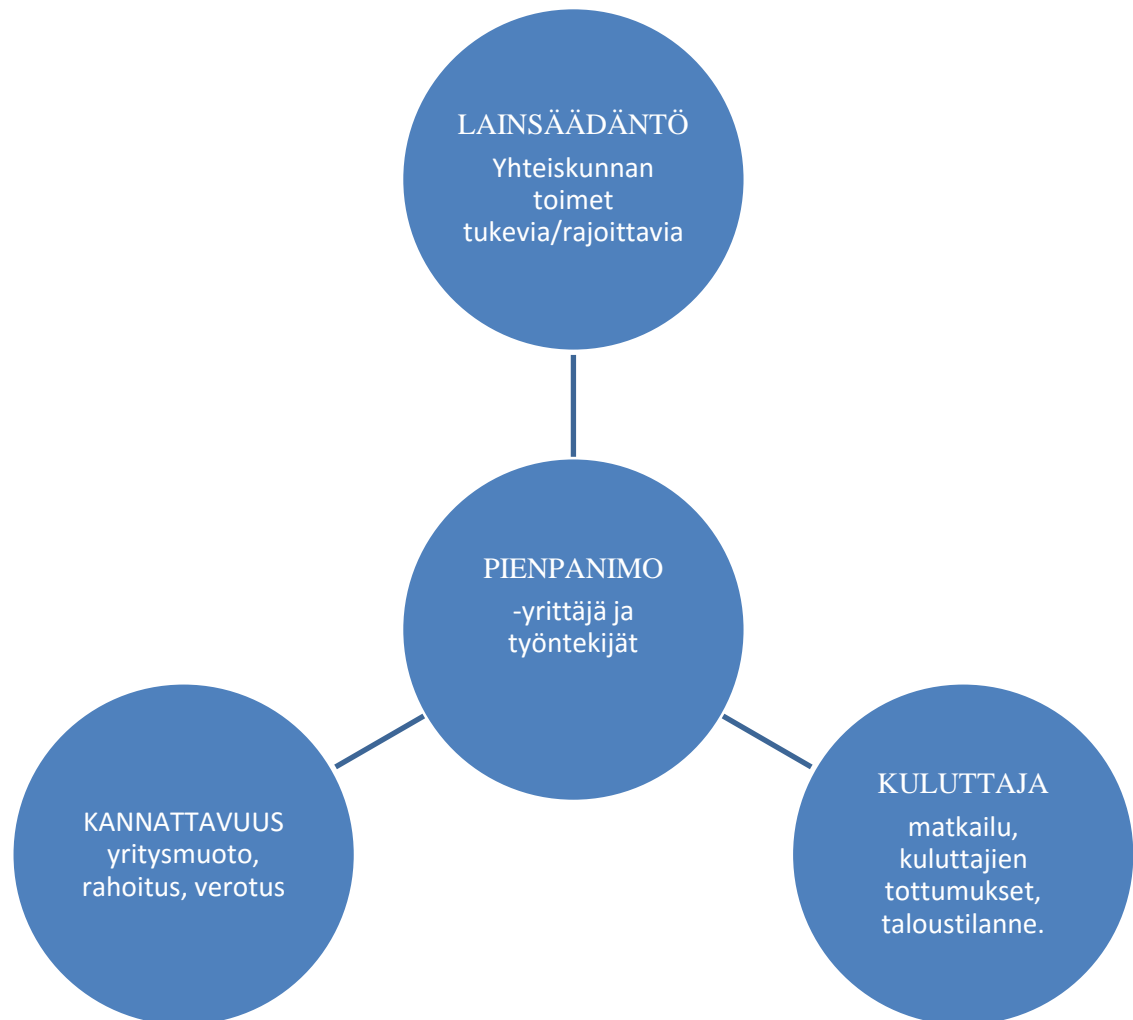 LAINSÄÄDÄNTÖ
Yhteiskunnan
toimet
tukevia/rajoittavia
PIENPANIMO
-yrittäjä ja
työntekijät
KANNATTAVUUS
yritysmuoto,
rahoitus, verotus
KULUTTAJA
matkailu,
kuluttajien
tottumukset,
taloustilanne.